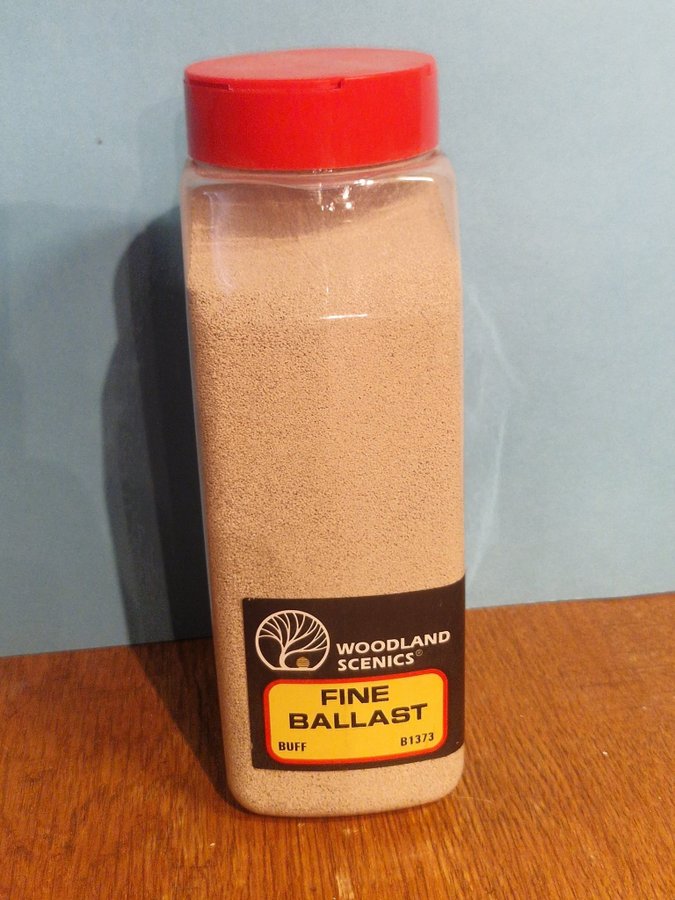 WOODLAND
SCENICS®
FINE
BALLAST
BUFF B1373